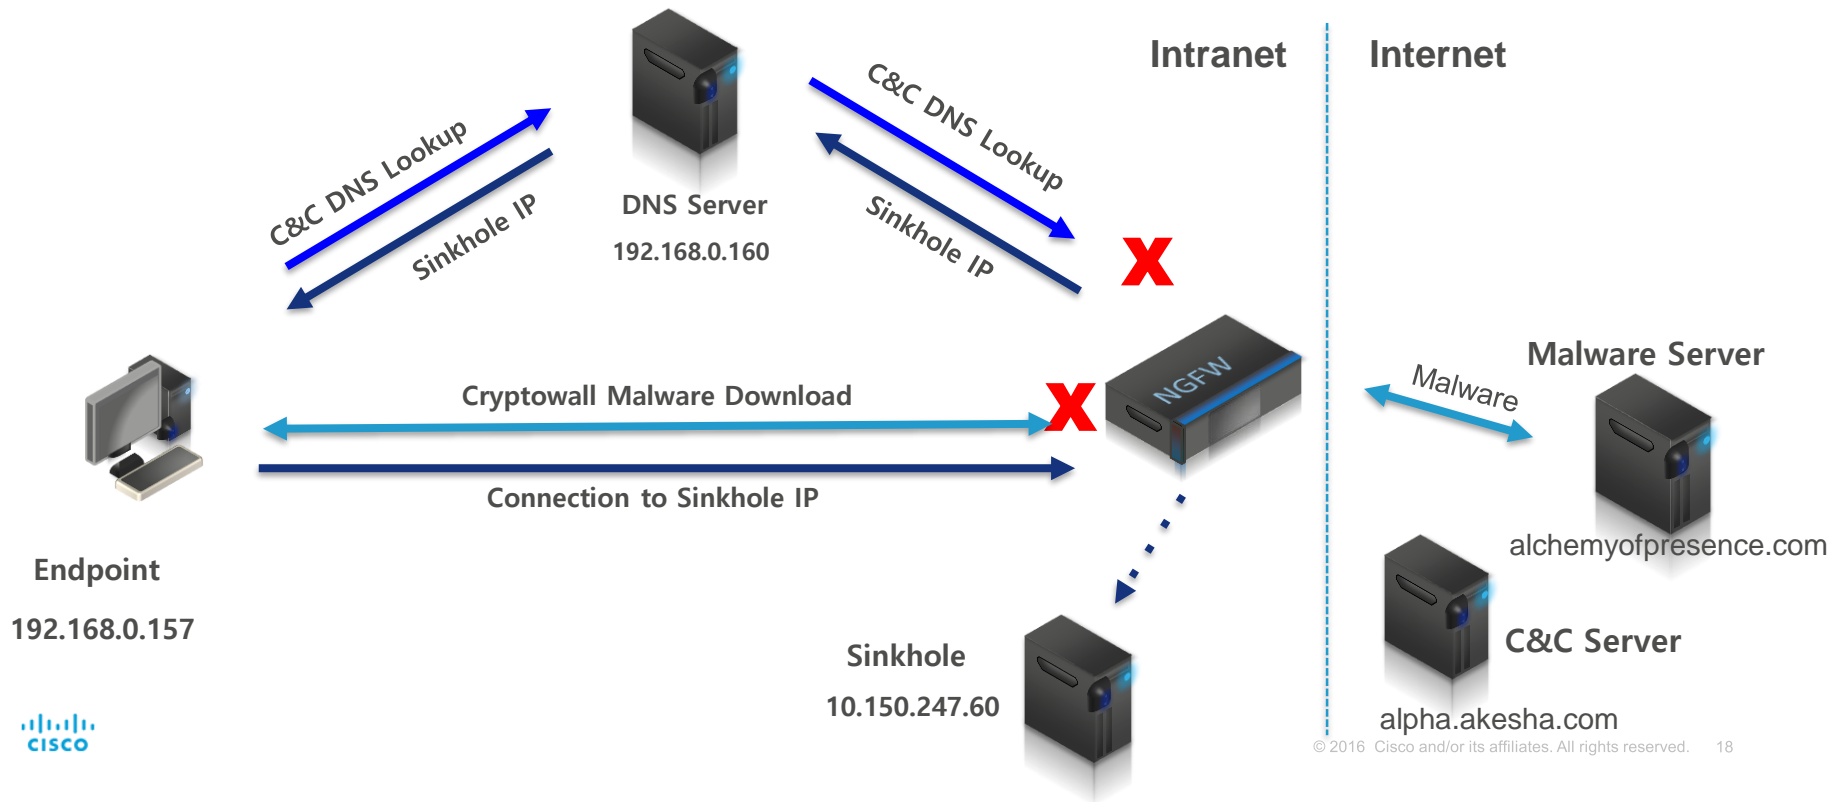 Intranet
Internet
C&C DNS Lookup
Sinkhole IP
C&C DNS Lookup
Sinkhole IP
DNS Server
192.168.0.160
NGFW
Malware Server
Malware
Cryptowall Malware Download
Connection to Sinkhole IP
alchemyofpresence.com
Endpoint
192.168.0.157
Sinkhole
10.150.247.60
C&C Server
alpha.akesha.com
CISCO
© 2016 Cisco and/or its affiliates. All rights reserved. 18